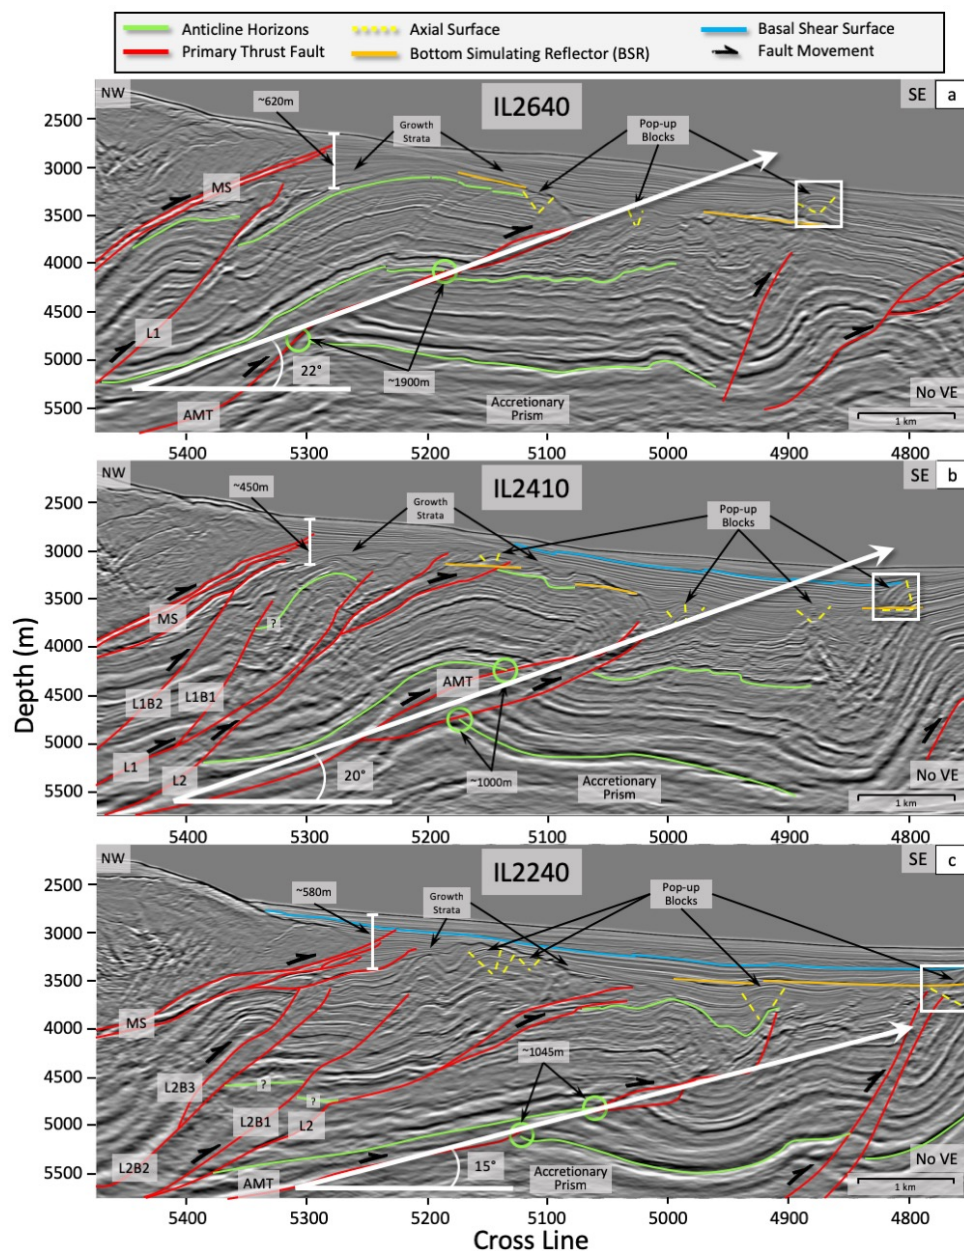 Anticline Horizons
Axial Surface
Basal Shear Surface
Primary Thrust Fault
Bottom Simulating Reflector (BSR)
Fault Movement
NW
IL2640
SE
a
~620m
Growth
Strata
Pop-up
Blocks
MS
L1
22°
~1900m
AMT
Accretionary
Prism
No VE
1 km
2500
3000
3500
4000
4500
5000
5500
5400
5300
5200
5100
5000
4900
4800
NW
IL2410
SE
b
~450m
Growth
Strata
Pop-up
Blocks
MS
?
L1B2
L1B1
AMT
L1
L2
20°
~1000m
Accretionary
Prism
No VE
1 km
2500
3000
3500
4000
4500
5000
5500
Depth (m)
5400
5300
5200
5100
5000
4900
4800
NW
IL2240
SE
c
~580m
Growth
Strata
Pop-up
Blocks
MS
~1045m
L2B3
?
?
L2B1
L2
L2B2
AMT
15°
Accretionary
Prism
No VE
1 km
2500
3000
3500
4000
4500
5000
5500
5400
5300
5200
5100
5000
4900
4800
Cross Line